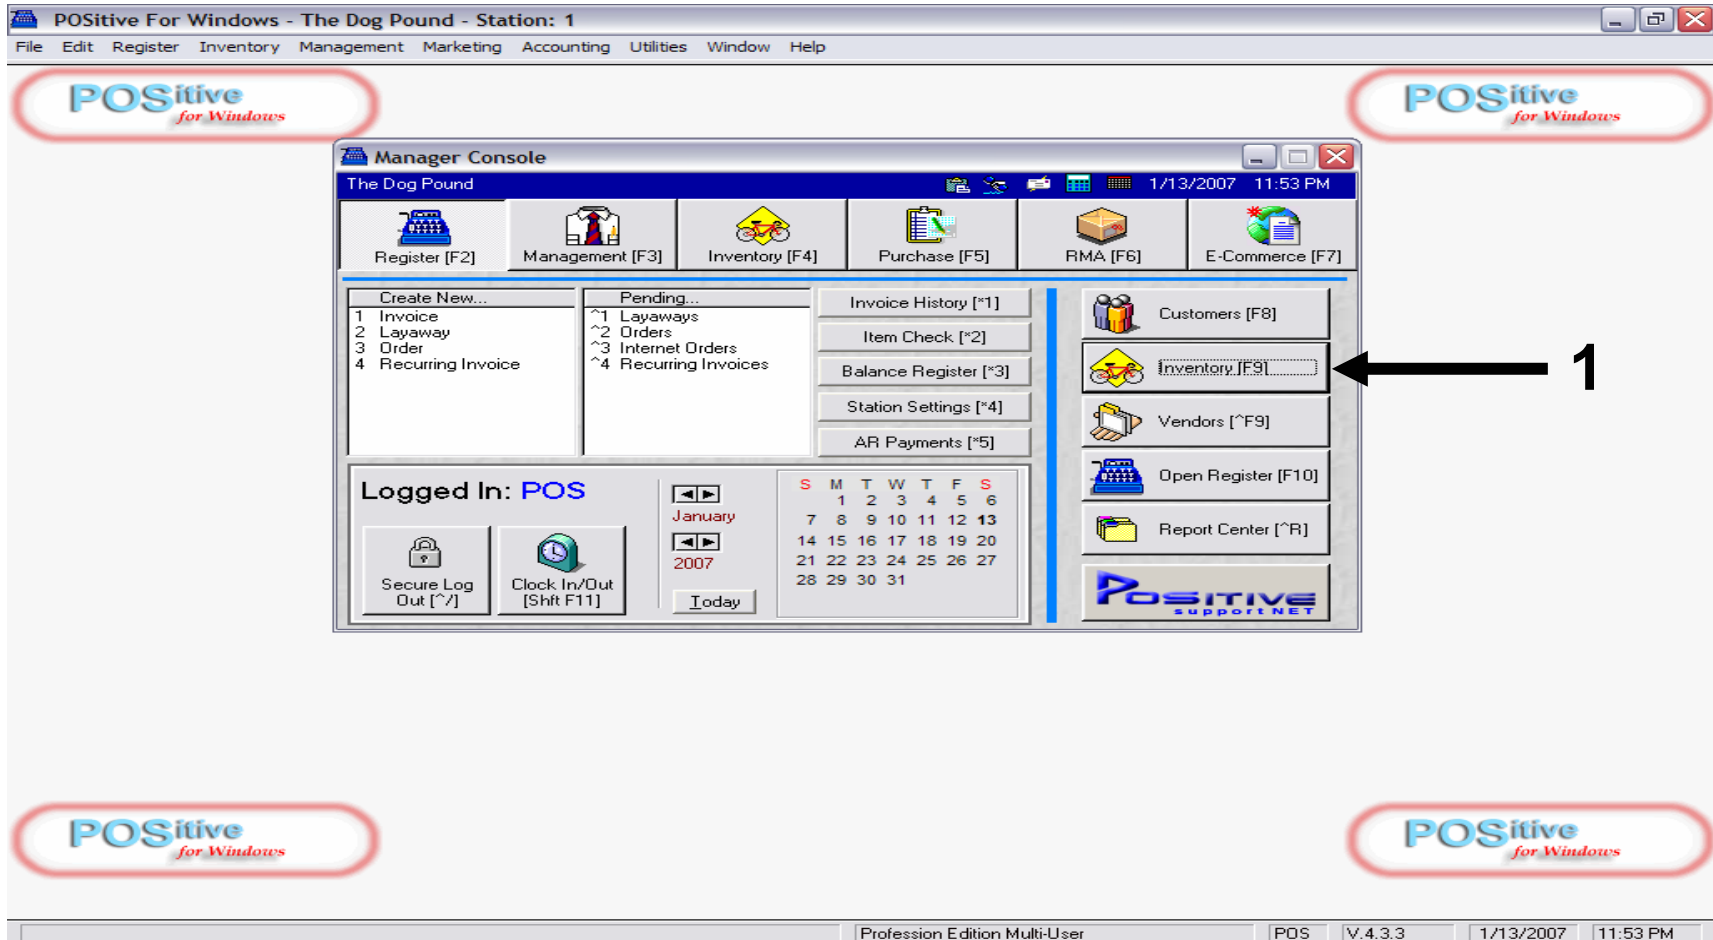 POSitive For Windows - The Dog Pound - Station: 1
File Edit Register Inventory Management Marketing Accounting Utilities Window Help
POSitive
for Windows
POSitive
for Windows
Manager Console
The Dog Pound 1/13/2007 11:53 PM
Register [F2] Management [F3] Inventory [F4] Purchase [F5] RMA [F6] E-Commerce [F7]
Create New...
1 Invoice
2 Layaway
3 Order
4 Recurring Invoice
Pending...
^1 Layaways
^2 Orders
^3 Internet Orders
^4 Recurring Invoices
Invoice History [*1]
Item Check [*2]
Balance Register [*3]
Station Settings [*4]
AR Payments [*5]
Customers [F8]
Inventory [F9]
Vendors [^F9]
Open Register [F10]
Report Center [^R]
POSITIVE
support NET
1
Logged In: POS
Secure Log
Out [^/]
Clock In/Out
[Shft F11]
January
2007
Today
S M T W T F S
1 2 3 4 5 6
7 8 9 10 11 12 13
14 15 16 17 18 19 20
21 22 23 24 25 26 27
28 29 30 31
POSitive
for Windows
POSitive
for Windows
Profession Edition Multi-User POS V.4.3.3 1/13/2007 11:53 PM